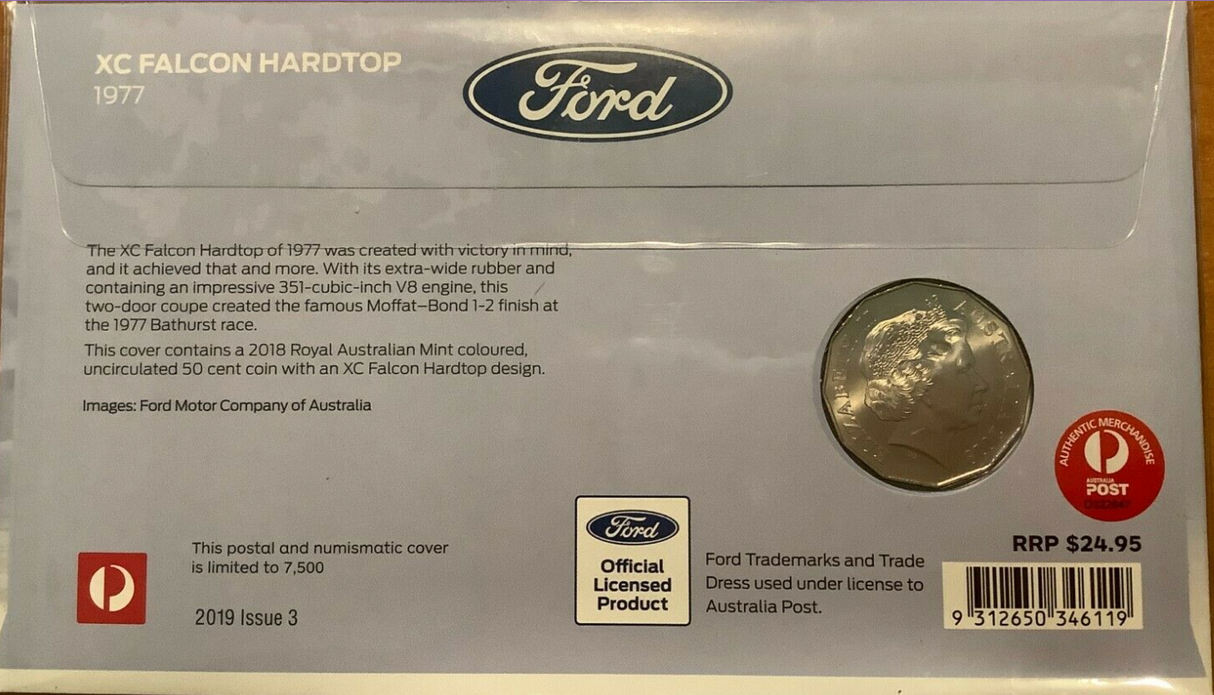 XC FALCON HARDTOP
1977
Ford
The XC Falcon Hardtop of 1977 was created with victory in mind,
and it achieved that and more. With its extra-wide rubber and
containing an impressive 351-cubic-inch V8 engine, this
two-door coupe created the famous Moffat–Bond 1-2 finish at
the 1977 Bathurst race.
This cover contains a 2018 Royal Australian Mint coloured,
uncirculated 50 cent coin with an XC Falcon Hardtop design.
Images: Ford Motor Company of Australia
AUTHENTIC MERCHANDISE
AUSTRALIA
POST
This postal and numismatic cover
is limited to 7,500
2019 Issue 3
Ford
Official
Licensed
Product
Ford Trademarks and Trade
Dress used under license to
Australia Post.
RRP $24.95
9 312650 346119